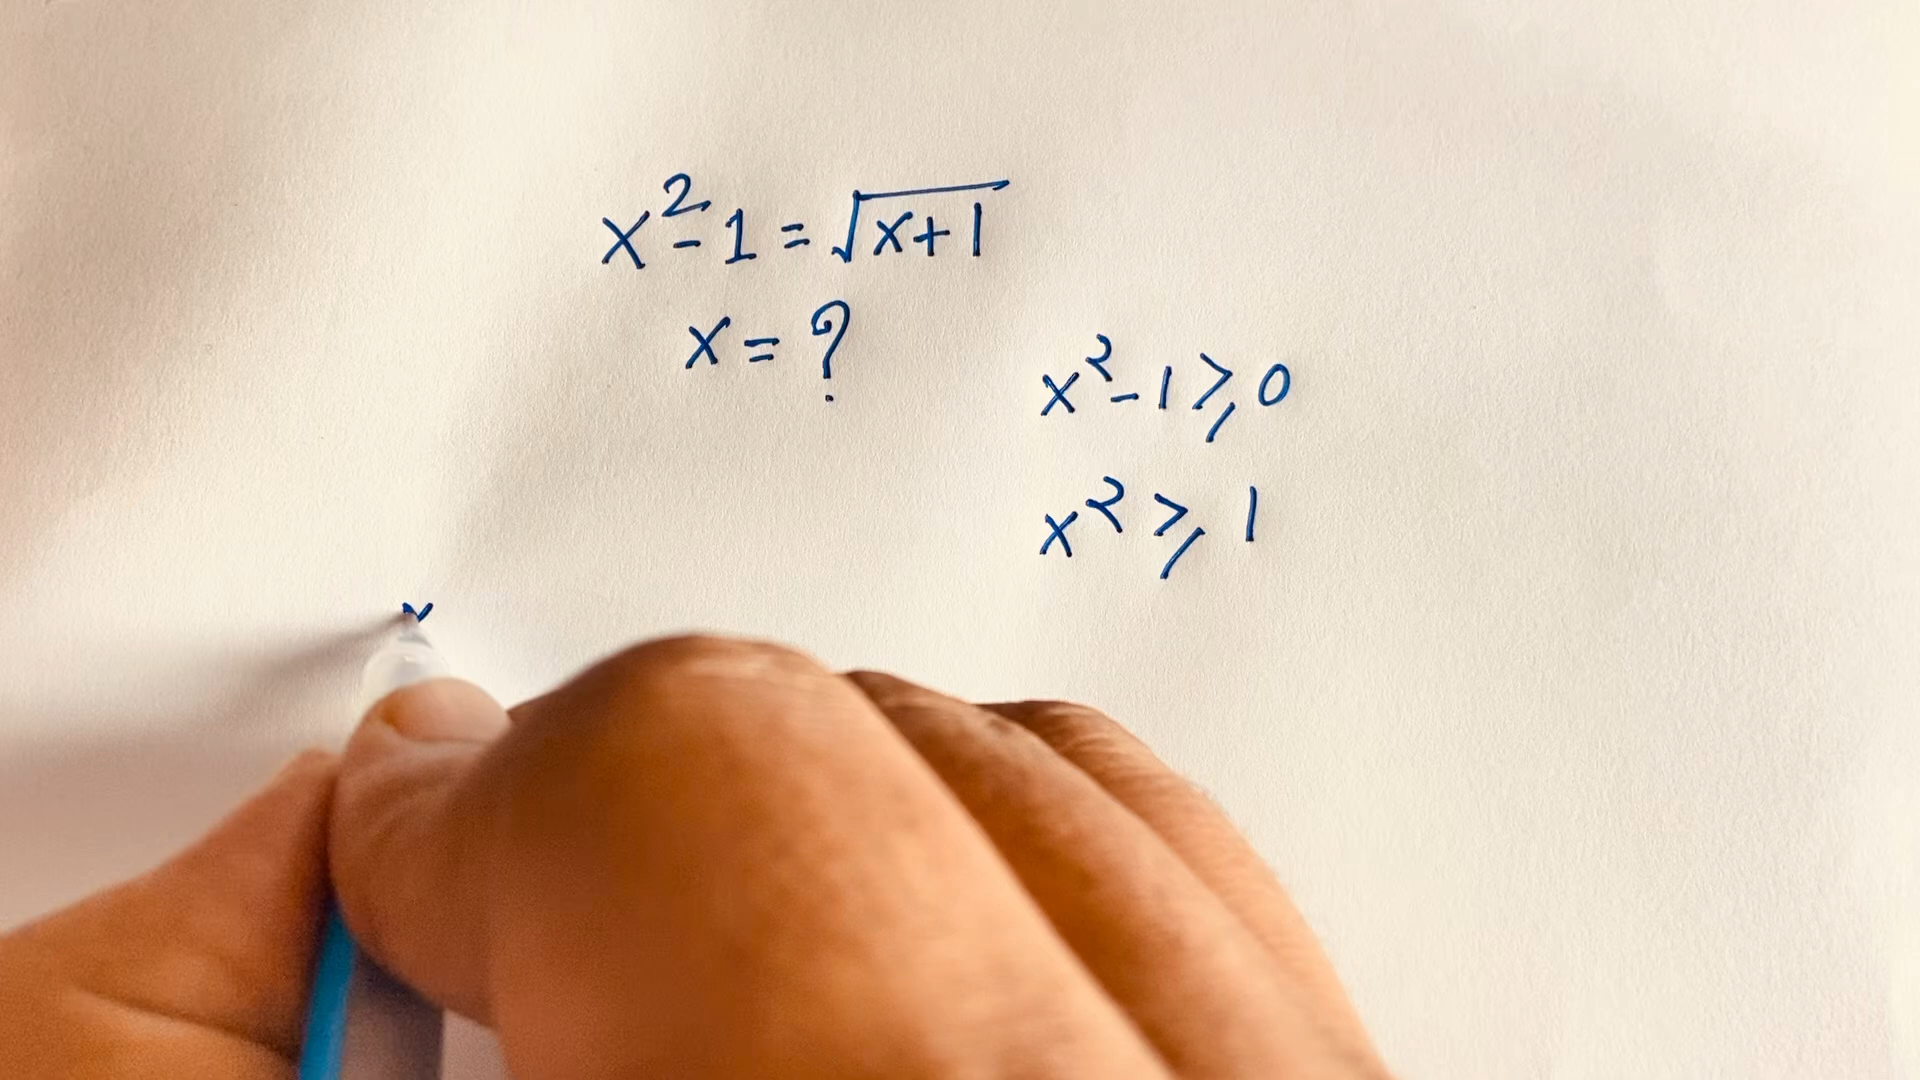 x²-1=√(x+1)
x=?
x²-1⩾0
x²⩾1
x